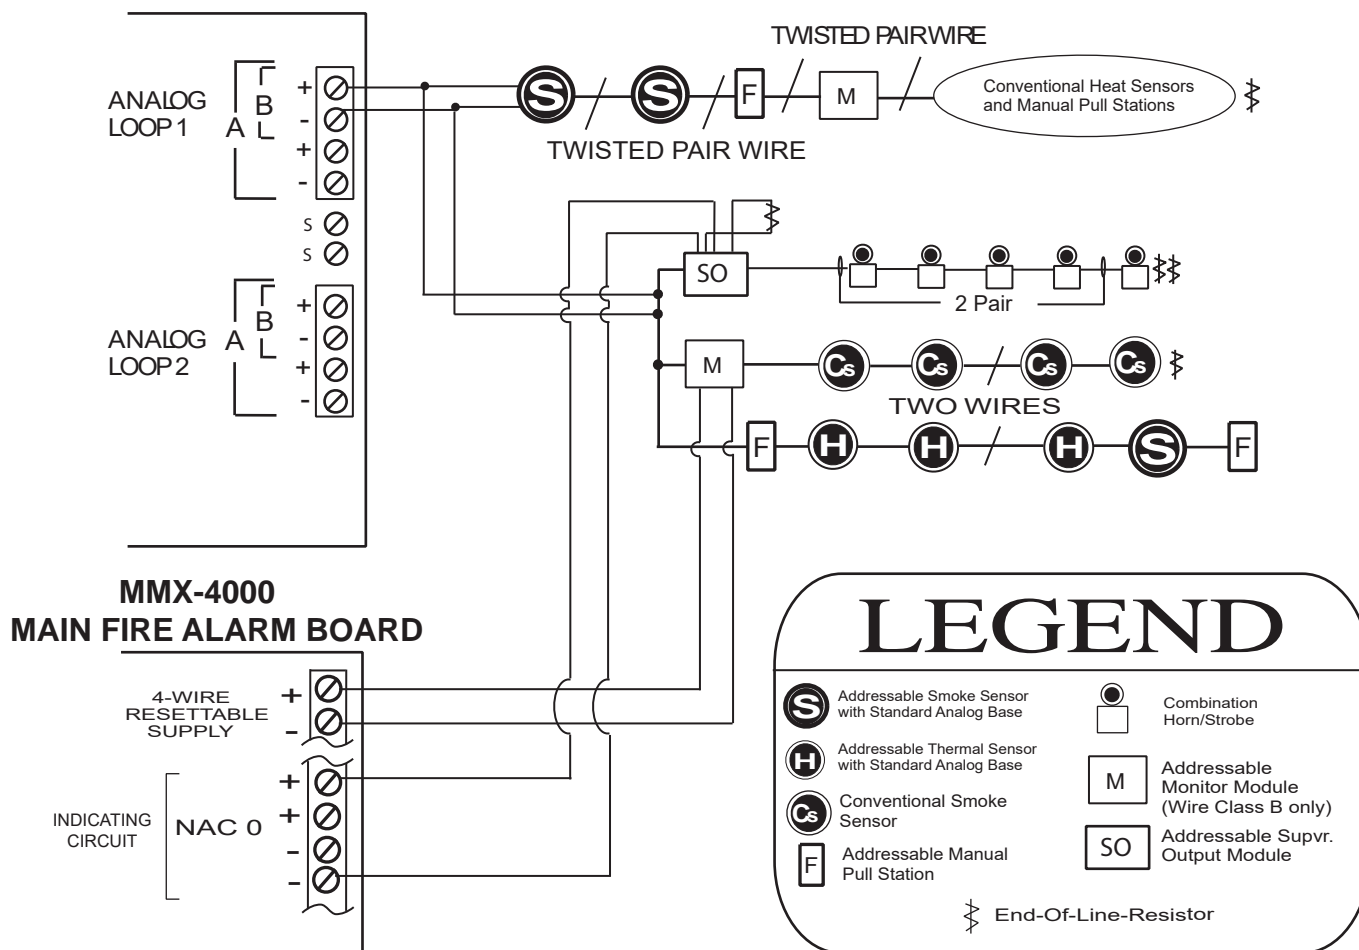 TWISTED PAIR WIRE
ANALOG
LOOP 1
A
B
+
-
+
-
S
S
S
S
F
M
Conventional Heat Sensors
and Manual Pull Stations
TWISTED PAIR WIRE
SO
2 Pair
ANALOG
LOOP 2
A
B
+
-
+
-
M
Cs
Cs
Cs
Cs
TWO WIRES
F
H
H
H
S
F
MMX-4000
MAIN FIRE ALARM BOARD
4-WIRE
RESETTABLE
SUPPLY
+
-
INDICATING
CIRCUIT
NAC 0
+
+
-
-
LEGEND
S
Addressable Smoke Sensor
with Standard Analog Base
H
Addressable Thermal Sensor
with Standard Analog Base
Cs
Conventional Smoke
Sensor
F
Addressable Manual
Pull Station
Combination
Horn/Strobe
M
Addressable
Monitor Module
(Wire Class B only)
SO
Addressable Supvr.
Output Module
End-Of-Line-Resistor